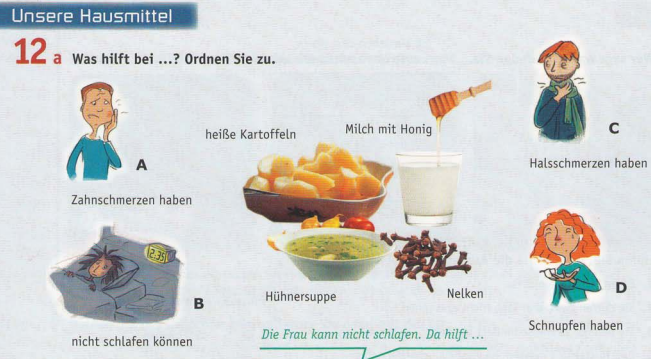 Unsere Hausmittel
12 a Was hilft bei ...? Ordnen Sie zu.
A
Zahnschmerzen haben
heiße Kartoffeln
Milch mit Honig
C
Halsschmerzen haben
2:35
B
nicht schlafen können
Hühnersuppe
Nelken
D
Schnupfen haben
Die Frau kann nicht schlafen. Da hilft ...